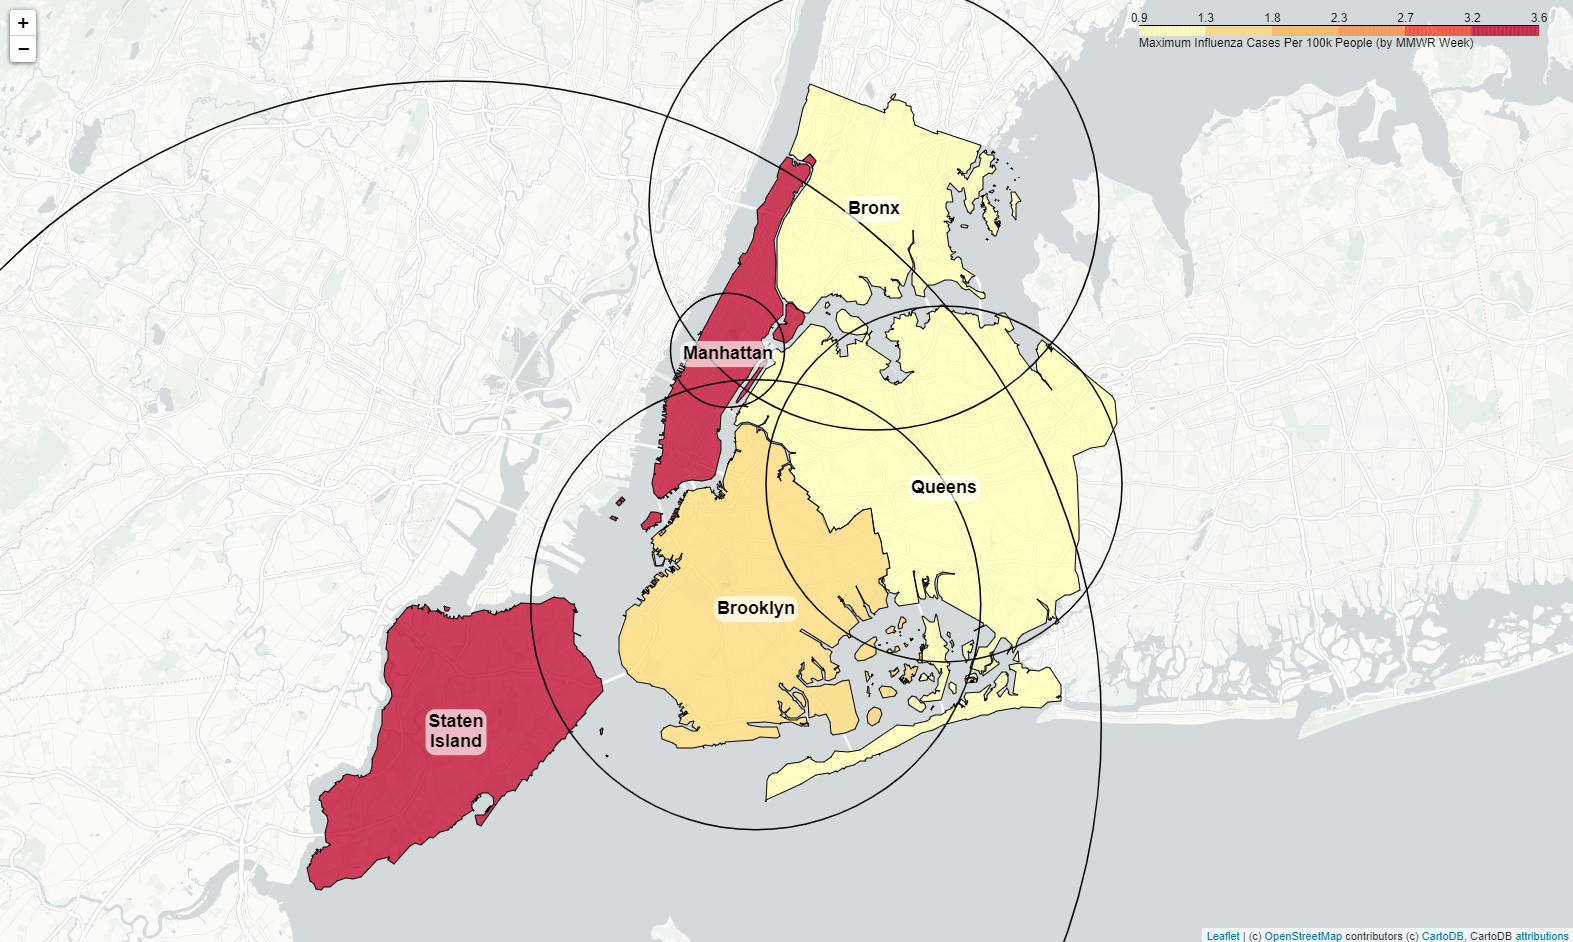 +
−
0.9 1.3 1.8 2.3 2.7 3.2 3.6
Maximum Influenza Cases Per 100k People (by MMWR Week)
Bronx
Manhattan
Queens
Brooklyn
Staten
Island
Leaflet | (c) OpenStreetMap contributors (c) CartoDB, CartoDB attributions